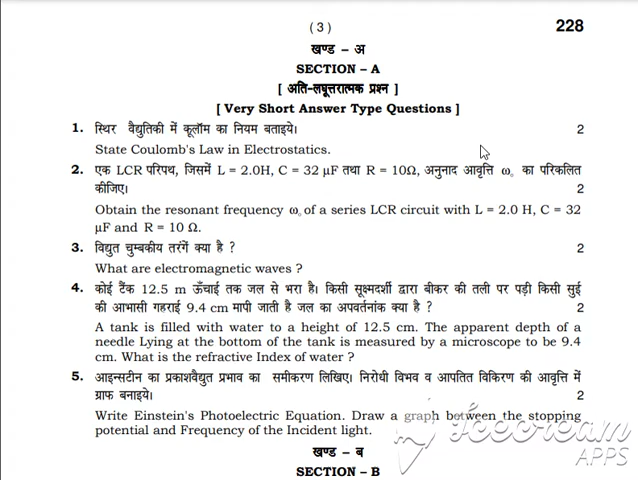 ( 3 )
228
खण्ड – अ
SECTION – A
[ अति-लघूत्तरात्मक प्रश्न ]
[ Very Short Answer Type Questions ]
1. स्थिर वैद्युतिकी में कूलॉम का नियम बताइये। 2
State Coulomb's Law in Electrostatics.
2. एक LCR परिपथ, जिसमें L = 2.0H, C = 32 µF तथा R = 10Ω, अनुनाद आवृत्ति ω₀ का परिकलित
कीजिए। 2
Obtain the resonant frequency ω₀ of a series LCR circuit with L = 2.0 H, C = 32
µF and R = 10 Ω.
3. विद्युत चुम्बकीय तरंगें क्या है ? 2
What are electromagnetic waves ?
4. कोई टैंक 12.5 m ऊँचाई तक जल से भरा है। किसी सूक्ष्मदर्शी द्वारा बीकर की तली पर पड़ी किसी सुई
की आभासी गहराई 9.4 cm मापी जाती है जल का अपवर्तनांक क्या है ? 2
A tank is filled with water to a height of 12.5 cm. The apparent depth of a
needle Lying at the bottom of the tank is measured by a microscope to be 9.4
cm. What is the refractive Index of water ?
5. आइन्सटीन का प्रकाशवैद्युत प्रभाव का समीकरण लिखिए। निरोधी विभव व आपतित विकिरण की आवृत्ति में
ग्राफ बनाइये। 2
Write Einstein's Photoelectric Equation. Draw a graph between the stopping
potential and Frequency of the Incident light.
खण्ड – ब
SECTION – B
Icecream
APPS